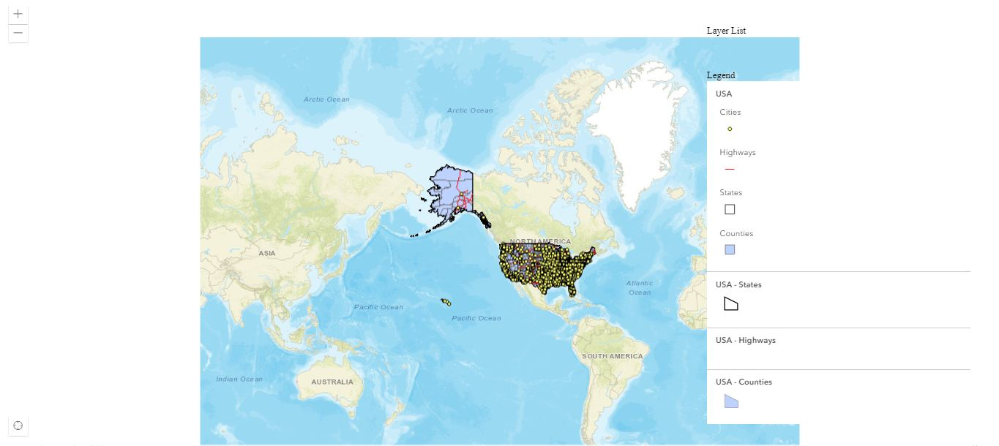 +
−
Layer List
Legend
USA
Cities
Highways
States
Counties
USA - States
USA - Highways
USA - Counties
Arctic Ocean
Arctic Ocean
NORTH AMERICA
ASIA
Atlantic
Ocean
Pacific Ocean
Pacific Ocean
SOUTH AMERICA
Indian Ocean
AUSTRALIA